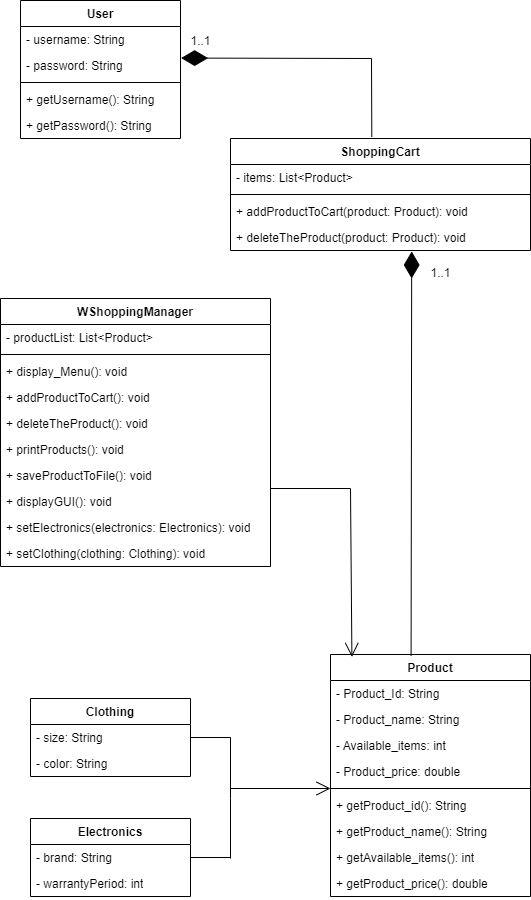 User
- username: String
- password: String
+ getUsername(): String
+ getPassword(): String
1..1
ShoppingCart
- items: List<Product>
+ addProductToCart(product: Product): void
+ deleteTheProduct(product: Product): void
1..1
WShoppingManager
- productList: List<Product>
+ display_Menu(): void
+ addProductToCart(): void
+ deleteTheProduct(): void
+ printProducts(): void
+ saveProductToFile(): void
+ displayGUI(): void
+ setElectronics(electronics: Electronics): void
+ setClothing(clothing: Clothing): void
Product
- Product_Id: String
- Product_name: String
- Available_items: int
- Product_price: double
+ getProduct_id(): String
+ getProduct_name(): String
+ getAvailable_items(): int
+ getProduct_price(): double
Clothing
- size: String
- color: String
Electronics
- brand: String
- warrantyPeriod: int